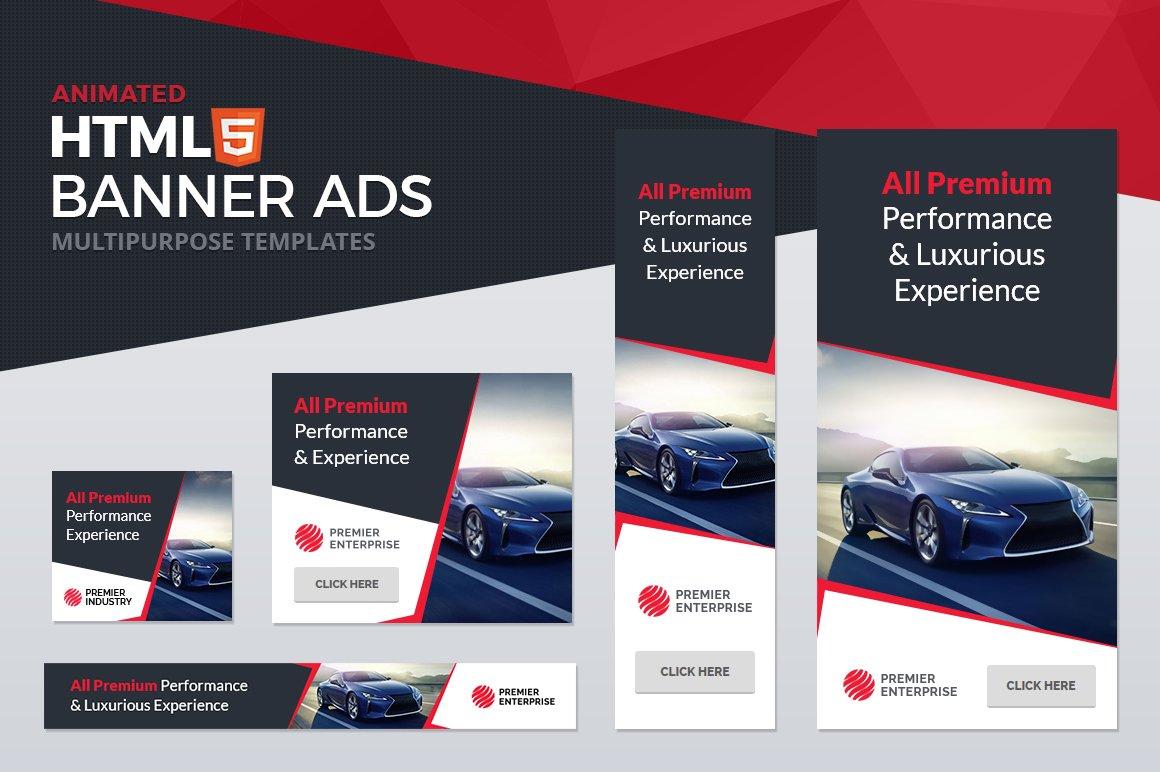 ANIMATED
HTML5
BANNER ADS
MULTIPURPOSE TEMPLATES
All Premium
Performance
& Luxurious
Experience
PREMIER
ENTERPRISE
CLICK HERE
All Premium
Performance
& Luxurious
Experience
PREMIER
ENTERPRISE
CLICK HERE
All Premium
Performance
& Experience
PREMIER
ENTERPRISE
CLICK HERE
All Premium
Performance
Experience
PREMIER
INDUSTRY
All Premium Performance
& Luxurious Experience
PREMIER
ENTERPRISE